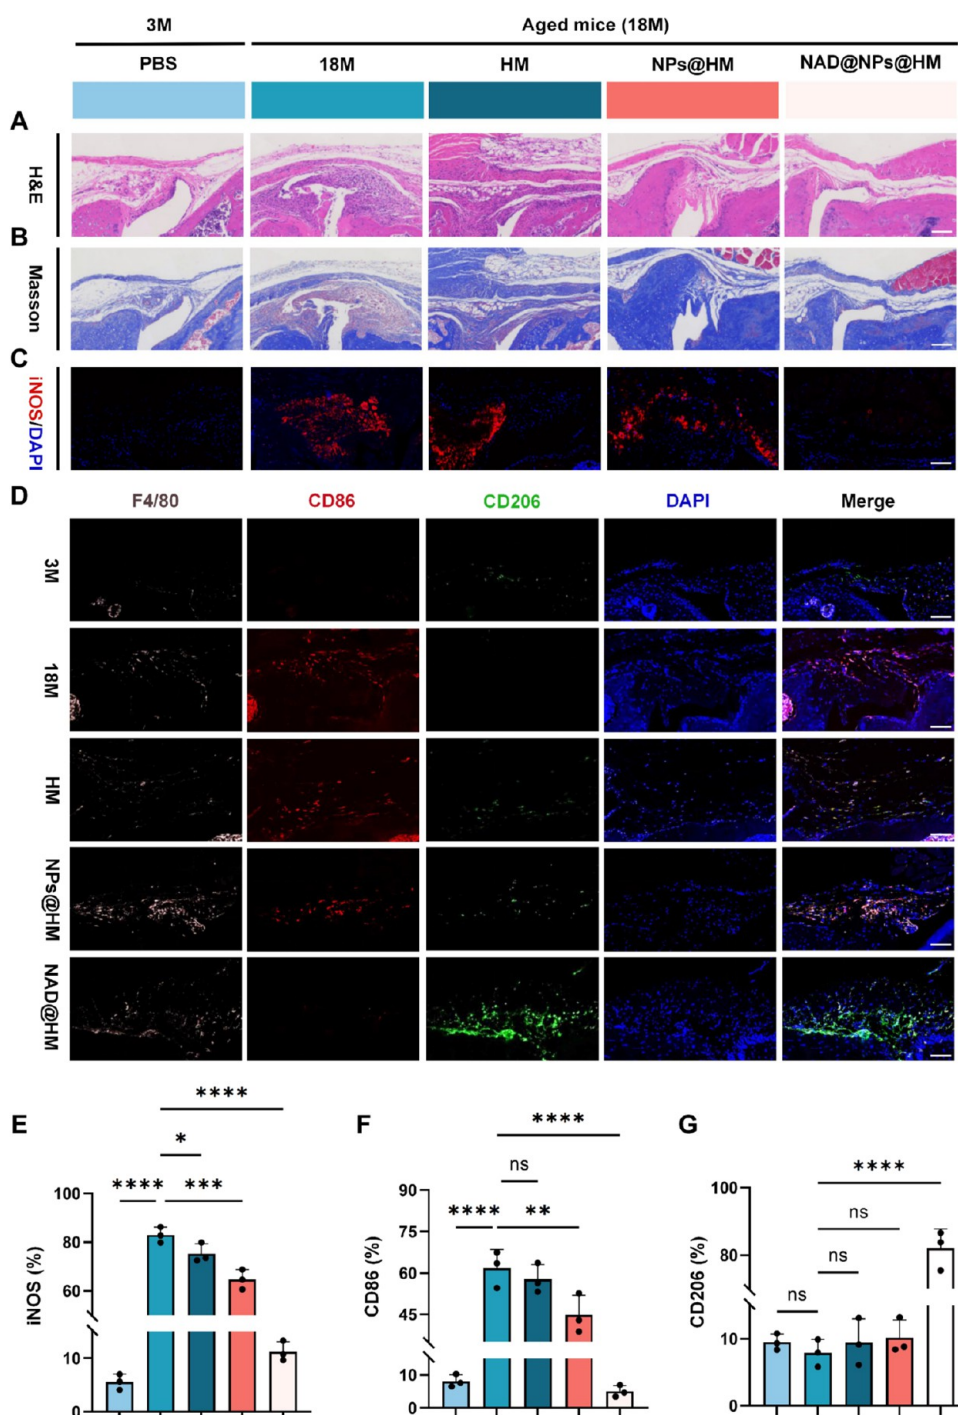 3M
Aged mice (18M)
PBS
18M
HM
NPs@HM
NAD@NPs@HM
A
H&E
B
Masson
C
iNOS/DAPI
D
F4/80
CD86
CD206
DAPI
Merge
3M
18M
HM
NPs@HM
NAD@HM
E
****
*
****
***
iNOS (%)
100
80
60
10
0
F
****
ns
****
**
CD86 (%)
90
75
60
45
10
0
G
****
ns
ns
ns
CD206 (%)
100
80
10
0